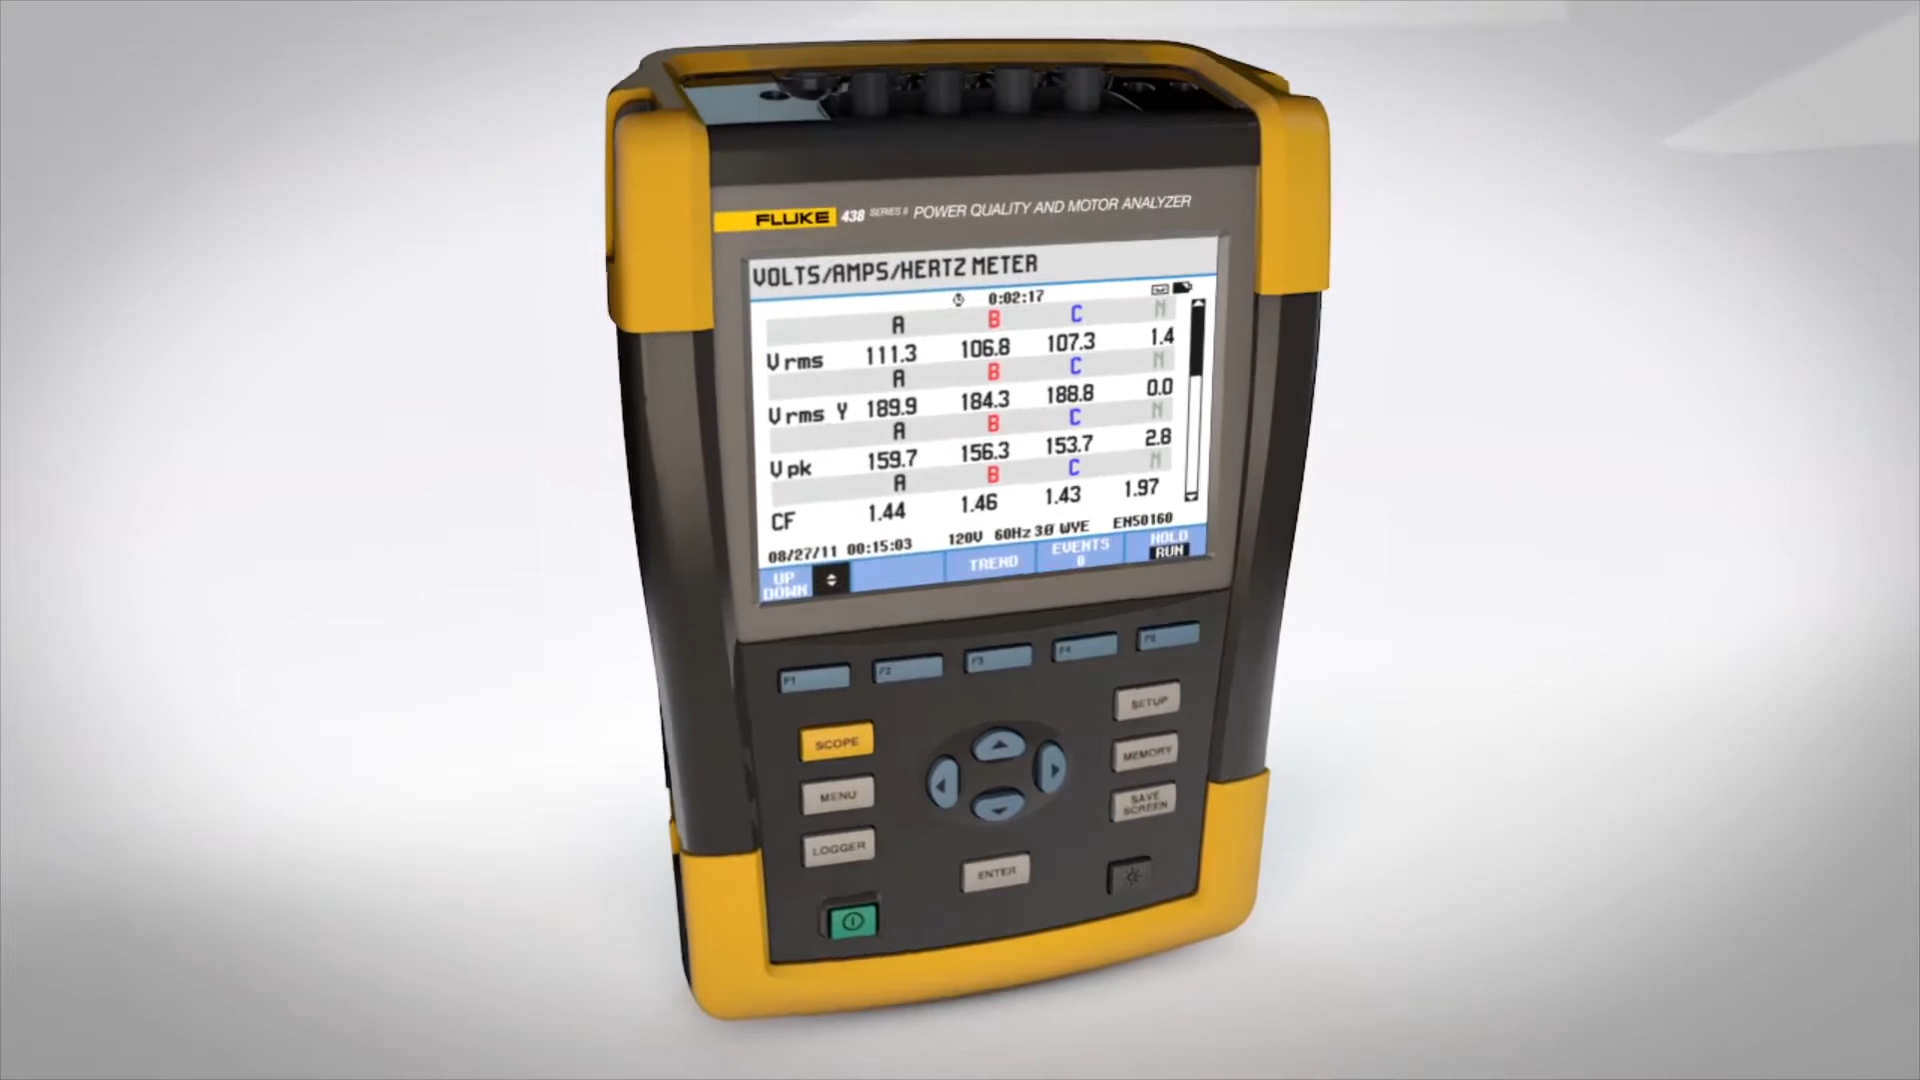 FLUKE 438 SERIES II POWER QUALITY AND MOTOR ANALYZER
VOLTS/AMPS/HERTZ METER
0:02:17
A B C N
Vrms 111.3 106.8 107.3 1.4
A B C N
Vrms Y 189.9 184.3 188.8 0.0
A B C N
Vpk 159.7 156.3 153.7 2.8
A B C N
CF 1.44 1.46 1.43 1.97
08/27/11 00:15:03 120V 60Hz 3Ø WYE EN50160
UP
DOWN
TREND
EVENTS
0
HOLD
RUN
F1 F2 F3 F4 F5
SCOPE
SETUP
MENU
MEMORY
LOGGER
SAVE
SCREEN
ENTER